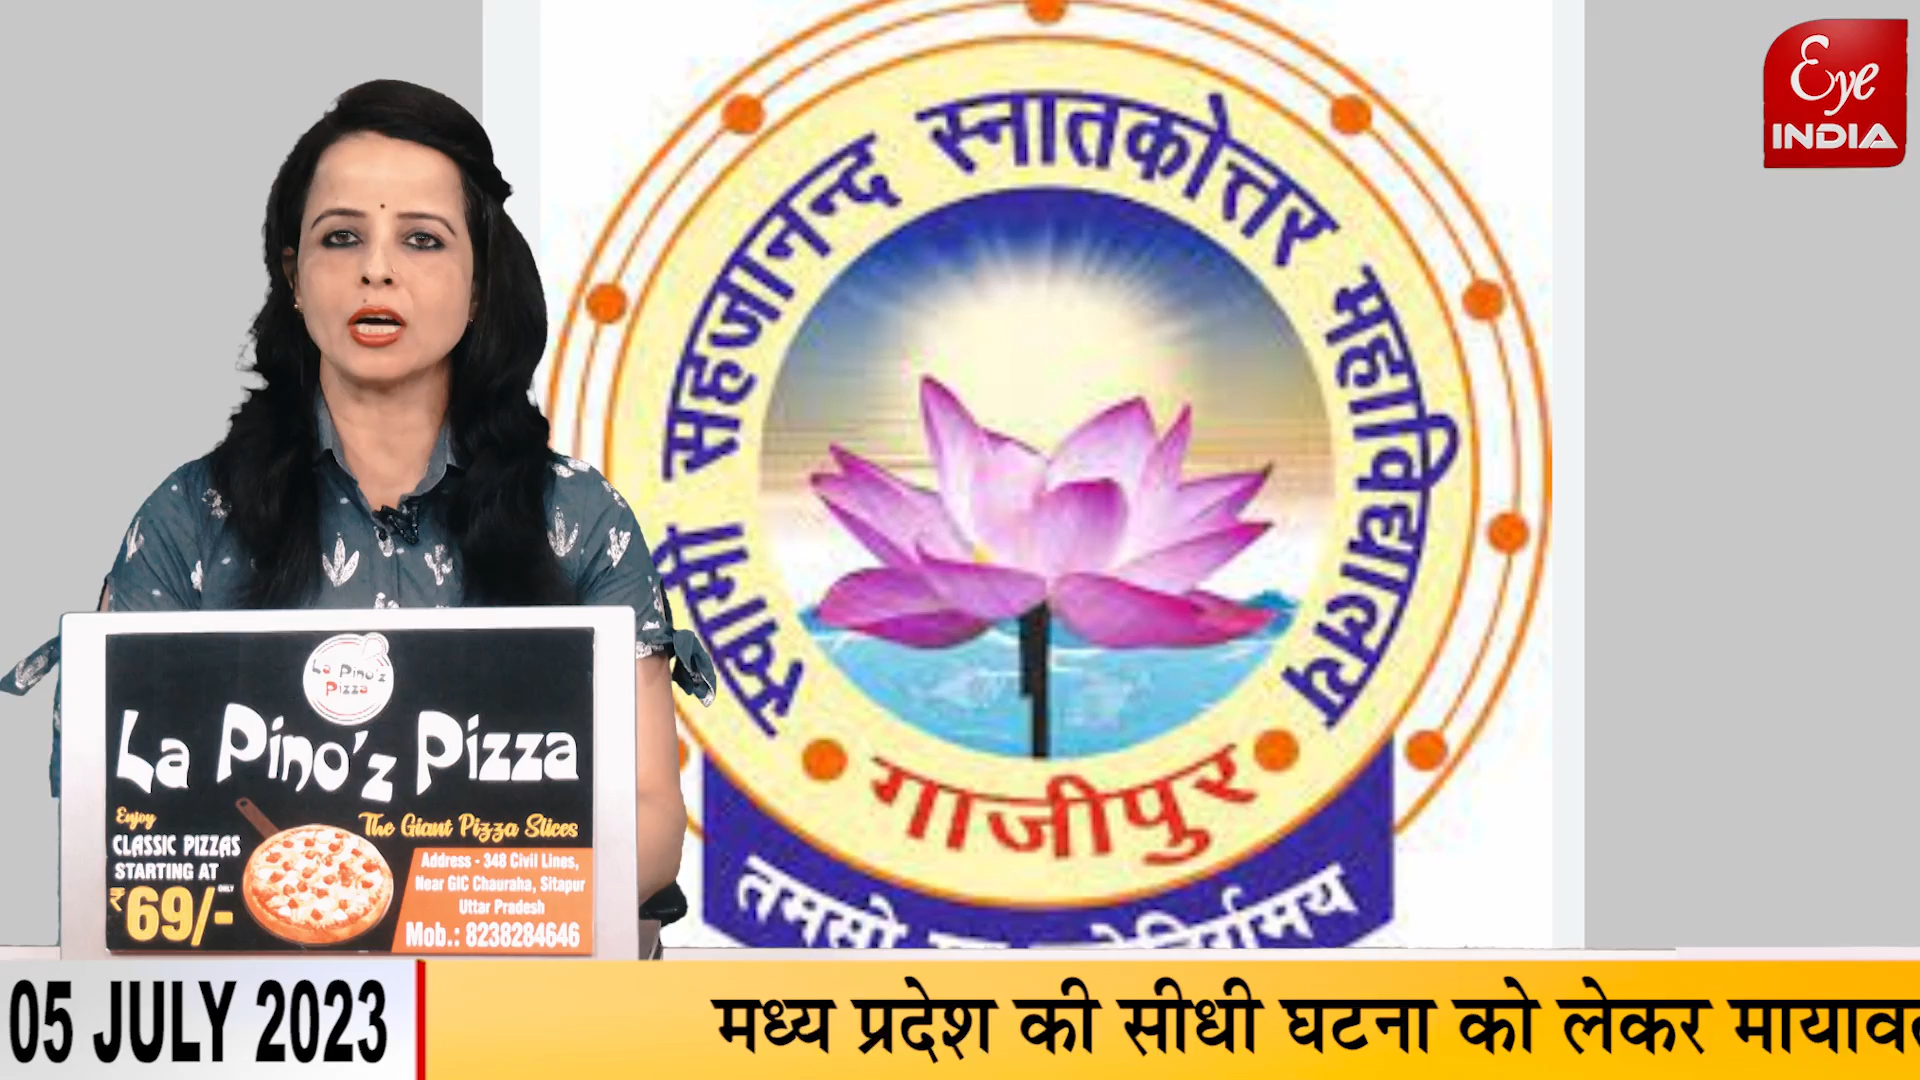 Eye
INDIA
स्वामी सहजानन्द स्नातकोत्तर महाविद्यालय
गाजीपुर
तमसो
La Pino'z
Pizza
La Pino'z Pizza
Enjoy
CLASSIC PIZZAS
STARTING AT
₹69/-
ONLY
The Giant Pizza Slices
Address - 348 Civil Lines,
Near GIC Chauraha, Sitapur
Uttar Pradesh
Mob.: 8238284646
05 JULY 2023
मध्य प्रदेश की सीधी घटना को लेकर